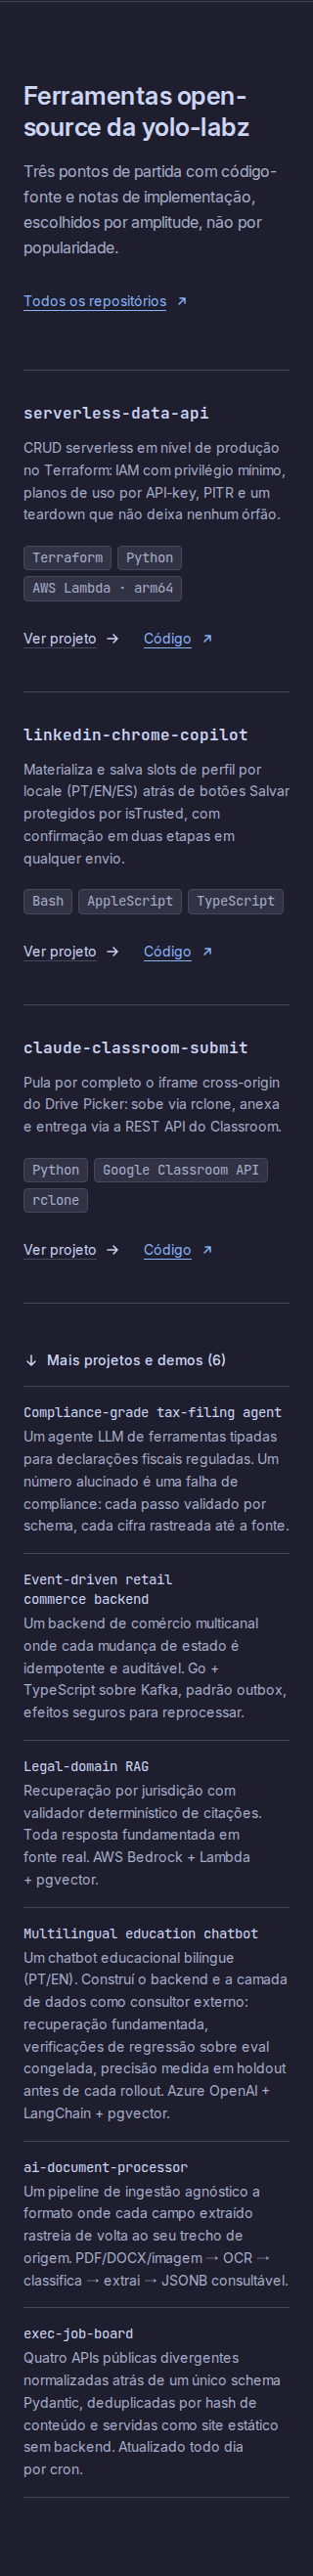 Ferramentas open-
source da yolo-labz
Três pontos de partida com código-
fonte e notas de implementação,
escolhidos por amplitude, não por
popularidade.
Todos os repositórios ↗
serverless-data-api
CRUD serverless em nível de produção
no Terraform: IAM com privilégio mínimo,
planos de uso por API-key, PITR e um
teardown que não deixa nenhum órfão.
Terraform Python
AWS Lambda · arm64
Ver projeto → Código ↗
linkedin-chrome-copilot
Materializa e salva slots de perfil por
locale (PT/EN/ES) atrás de botões Salvar
protegidos por isTrusted, com
confirmação em duas etapas em
qualquer envio.
Bash AppleScript TypeScript
Ver projeto → Código ↗
claude-classroom-submit
Pula por completo o iframe cross-origin
do Drive Picker: sobe via rclone, anexa
e entrega via a REST API do Classroom.
Python Google Classroom API
rclone
Ver projeto → Código ↗
↓ Mais projetos e demos (6)
Compliance-grade tax-filing agent
Um agente LLM de ferramentas tipadas
para declarações fiscais reguladas. Um
número alucinado é uma falha de
compliance: cada passo validado por
schema, cada cifra rastreada até a fonte.
Event-driven retail
commerce backend
Um backend de comércio multicanal
onde cada mudança de estado é
idempotente e auditável. Go +
TypeScript sobre Kafka, padrão outbox,
efeitos seguros para reprocessar.
Legal-domain RAG
Recuperação por jurisdição com
validador determinístico de citações.
Toda resposta fundamentada em
fonte real. AWS Bedrock + Lambda
+ pgvector.
Multilingual education chatbot
Um chatbot educacional bilíngue
(PT/EN). Construí o backend e a camada
de dados como consultor externo:
recuperação fundamentada,
verificações de regressão sobre eval
congelada, precisão medida em holdout
antes de cada rollout. Azure OpenAI +
LangChain + pgvector.
ai-document-processor
Um pipeline de ingestão agnóstico a
formato onde cada campo extraído
rastreia de volta ao seu trecho de
origem. PDF/DOCX/imagem → OCR →
classifica → extrai → JSONB consultável.
exec-job-board
Quatro APIs públicas divergentes
normalizadas atrás de um único schema
Pydantic, deduplicadas por hash de
conteúdo e servidas como site estático
sem backend. Atualizado todo dia
por cron.